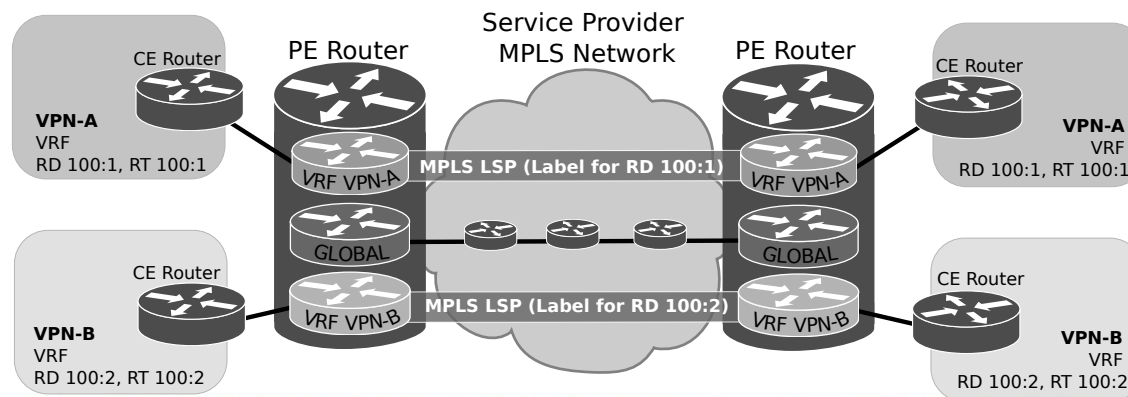 Service Provider
MPLS Network
PE Router
PE Router
CE Router
VPN-A
VRF
RD 100:1, RT 100:1
CE Router
VPN-A
VRF
RD 100:1, RT 100:1
VRF VPN-A
MPLS LSP (Label for RD 100:1)
VRF VPN-A
GLOBAL
GLOBAL
CE Router
VPN-B
VRF
RD 100:2, RT 100:2
VRF VPN-B
MPLS LSP (Label for RD 100:2)
VRF VPN-B
CE Router
VPN-B
VRF
RD 100:2, RT 100:2